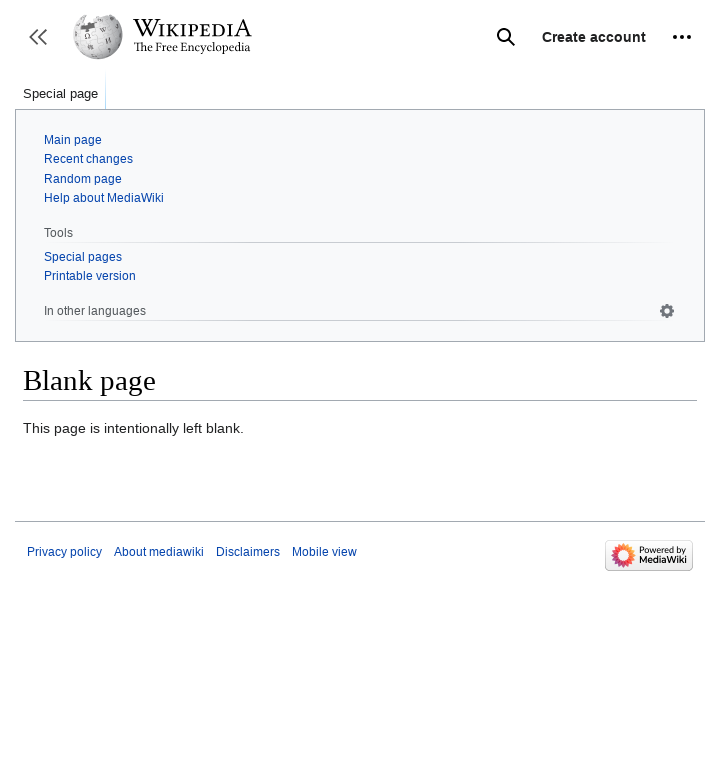 WIKIPEDIA
The Free Encyclopedia
Create account
Special page
Main page
Recent changes
Random page
Help about MediaWiki
Tools
Special pages
Printable version
In other languages
Blank page
This page is intentionally left blank.
Privacy policy About mediawiki Disclaimers Mobile view
Powered by
MediaWiki